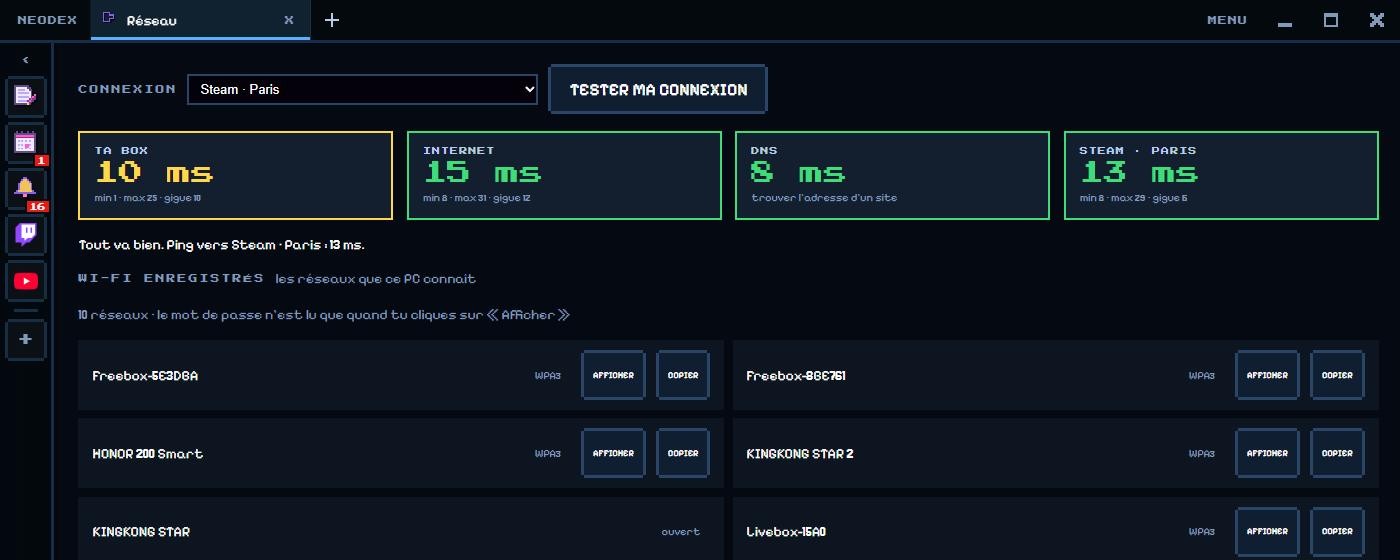 NEODEX
Réseau
MENU
CONNEXION
Steam · Paris
TESTER MA CONNEXION
TA BOX
10 ms
min 1 · max 25 · gigue 10
INTERNET
15 ms
min 8 · max 31 · gigue 12
DNS
8 ms
trouver l'adresse d'un site
STEAM · PARIS
13 ms
min 8 · max 29 · gigue 6
Tout va bien. Ping vers Steam · Paris : 13 ms.
WI-FI ENREGISTRéS les réseaux que ce PC connait
10 réseaux · le mot de passe n'est lu que quand tu cliques sur « Afficher »
1
16
Freebox-5E3D6A WPA3 AFFICHER COPIER
Freebox-8GE761 WPA3 AFFICHER COPIER
HONOR 200 Smart WPA3 AFFICHER COPIER
KINGKONG STAR 2 WPA3 AFFICHER COPIER
KINGKONG STAR ouvert
Livebox-15A0 WPA3 AFFICHER COPIER